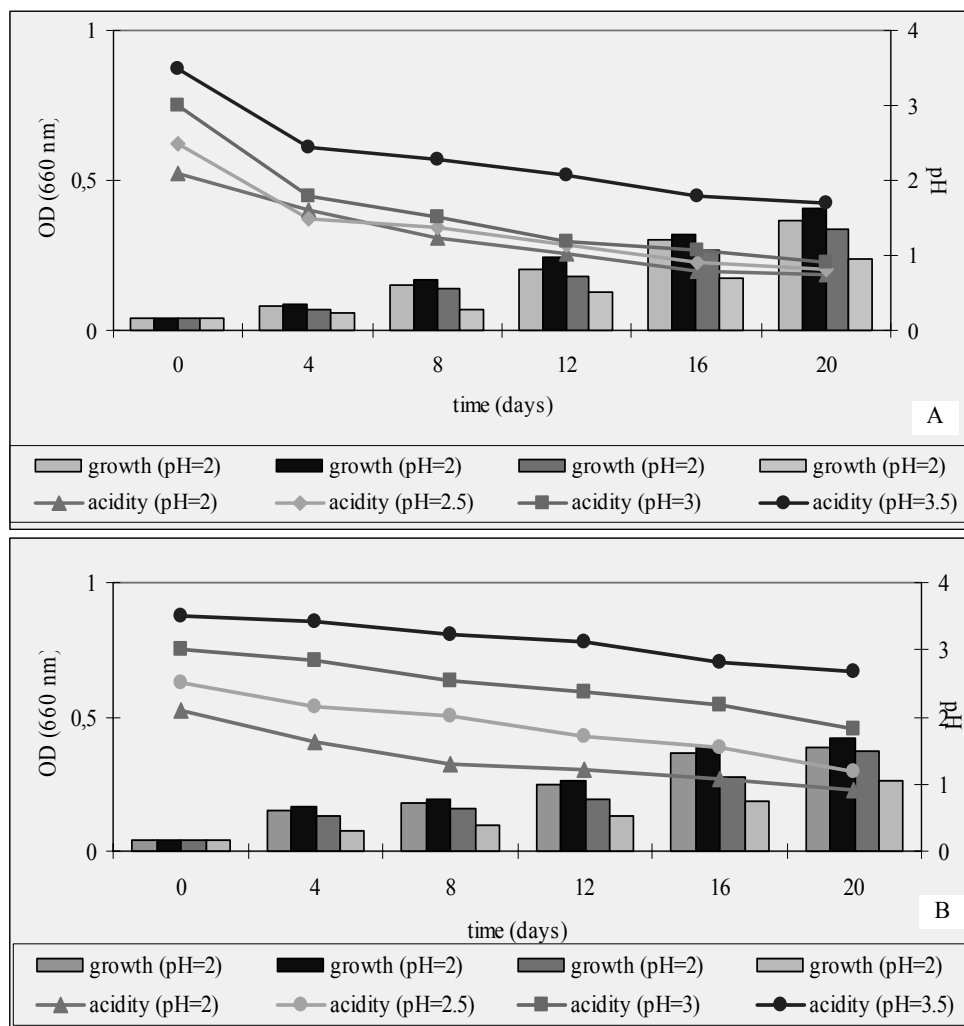 1
4
3
OD (660 nm)
0,5
2
pH
1
0
0
0 4 8 12 16 20
time (days)
A
growth (pH=2) growth (pH=2) growth (pH=2) growth (pH=2)
acidity (pH=2) acidity (pH=2.5) acidity (pH=3) acidity (pH=3.5)
1
4
3
OD (660 nm)
0,5
2
pH
1
0
0
0 4 8 12 16 20
time (days)
B
growth (pH=2) growth (pH=2) growth (pH=2) growth (pH=2)
acidity (pH=2) acidity (pH=2.5) acidity (pH=3) acidity (pH=3.5)